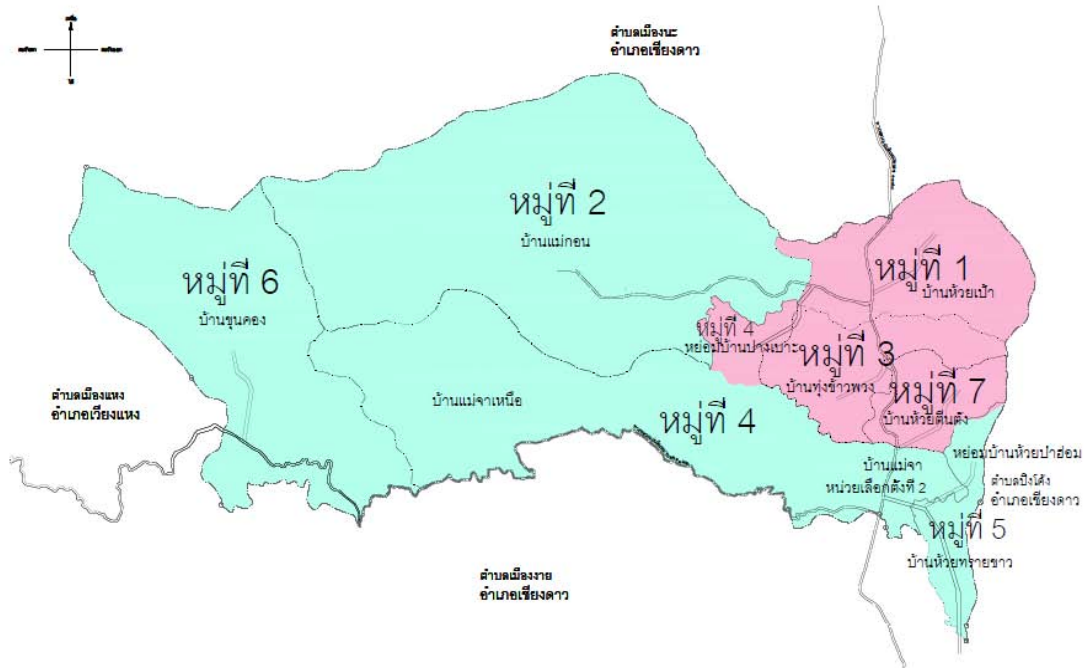 ตำบลเมืองนะ
อำเภอเชียงดาว
หมู่ที่ 2
บ้านแม่กอน
หมู่ที่ 6
บ้านขุนคอง
หมู่ที่ 1
บ้านห้วยเป้า
หมู่ที่ 4
หย่อมบ้านปางเบาะ
หมู่ที่ 3
บ้านทุ่งข้าวพวง
หมู่ที่ 7
บ้านห้วยตีนตั่ง
ตำบลเมืองแหง
อำเภอเวียงแหง
บ้านแม่จาเหนือ
หมู่ที่ 4
หย่อมบ้านห้วยปาฮ่อม
บ้านแม่จา
หน่วยเลือกตั้งที่ 2
ตำบลปิงโค้ง
อำเภอเชียงดาว
หมู่ที่ 5
บ้านห้วยทรายขาว
ตำบลเมืองงาย
อำเภอเชียงดาว